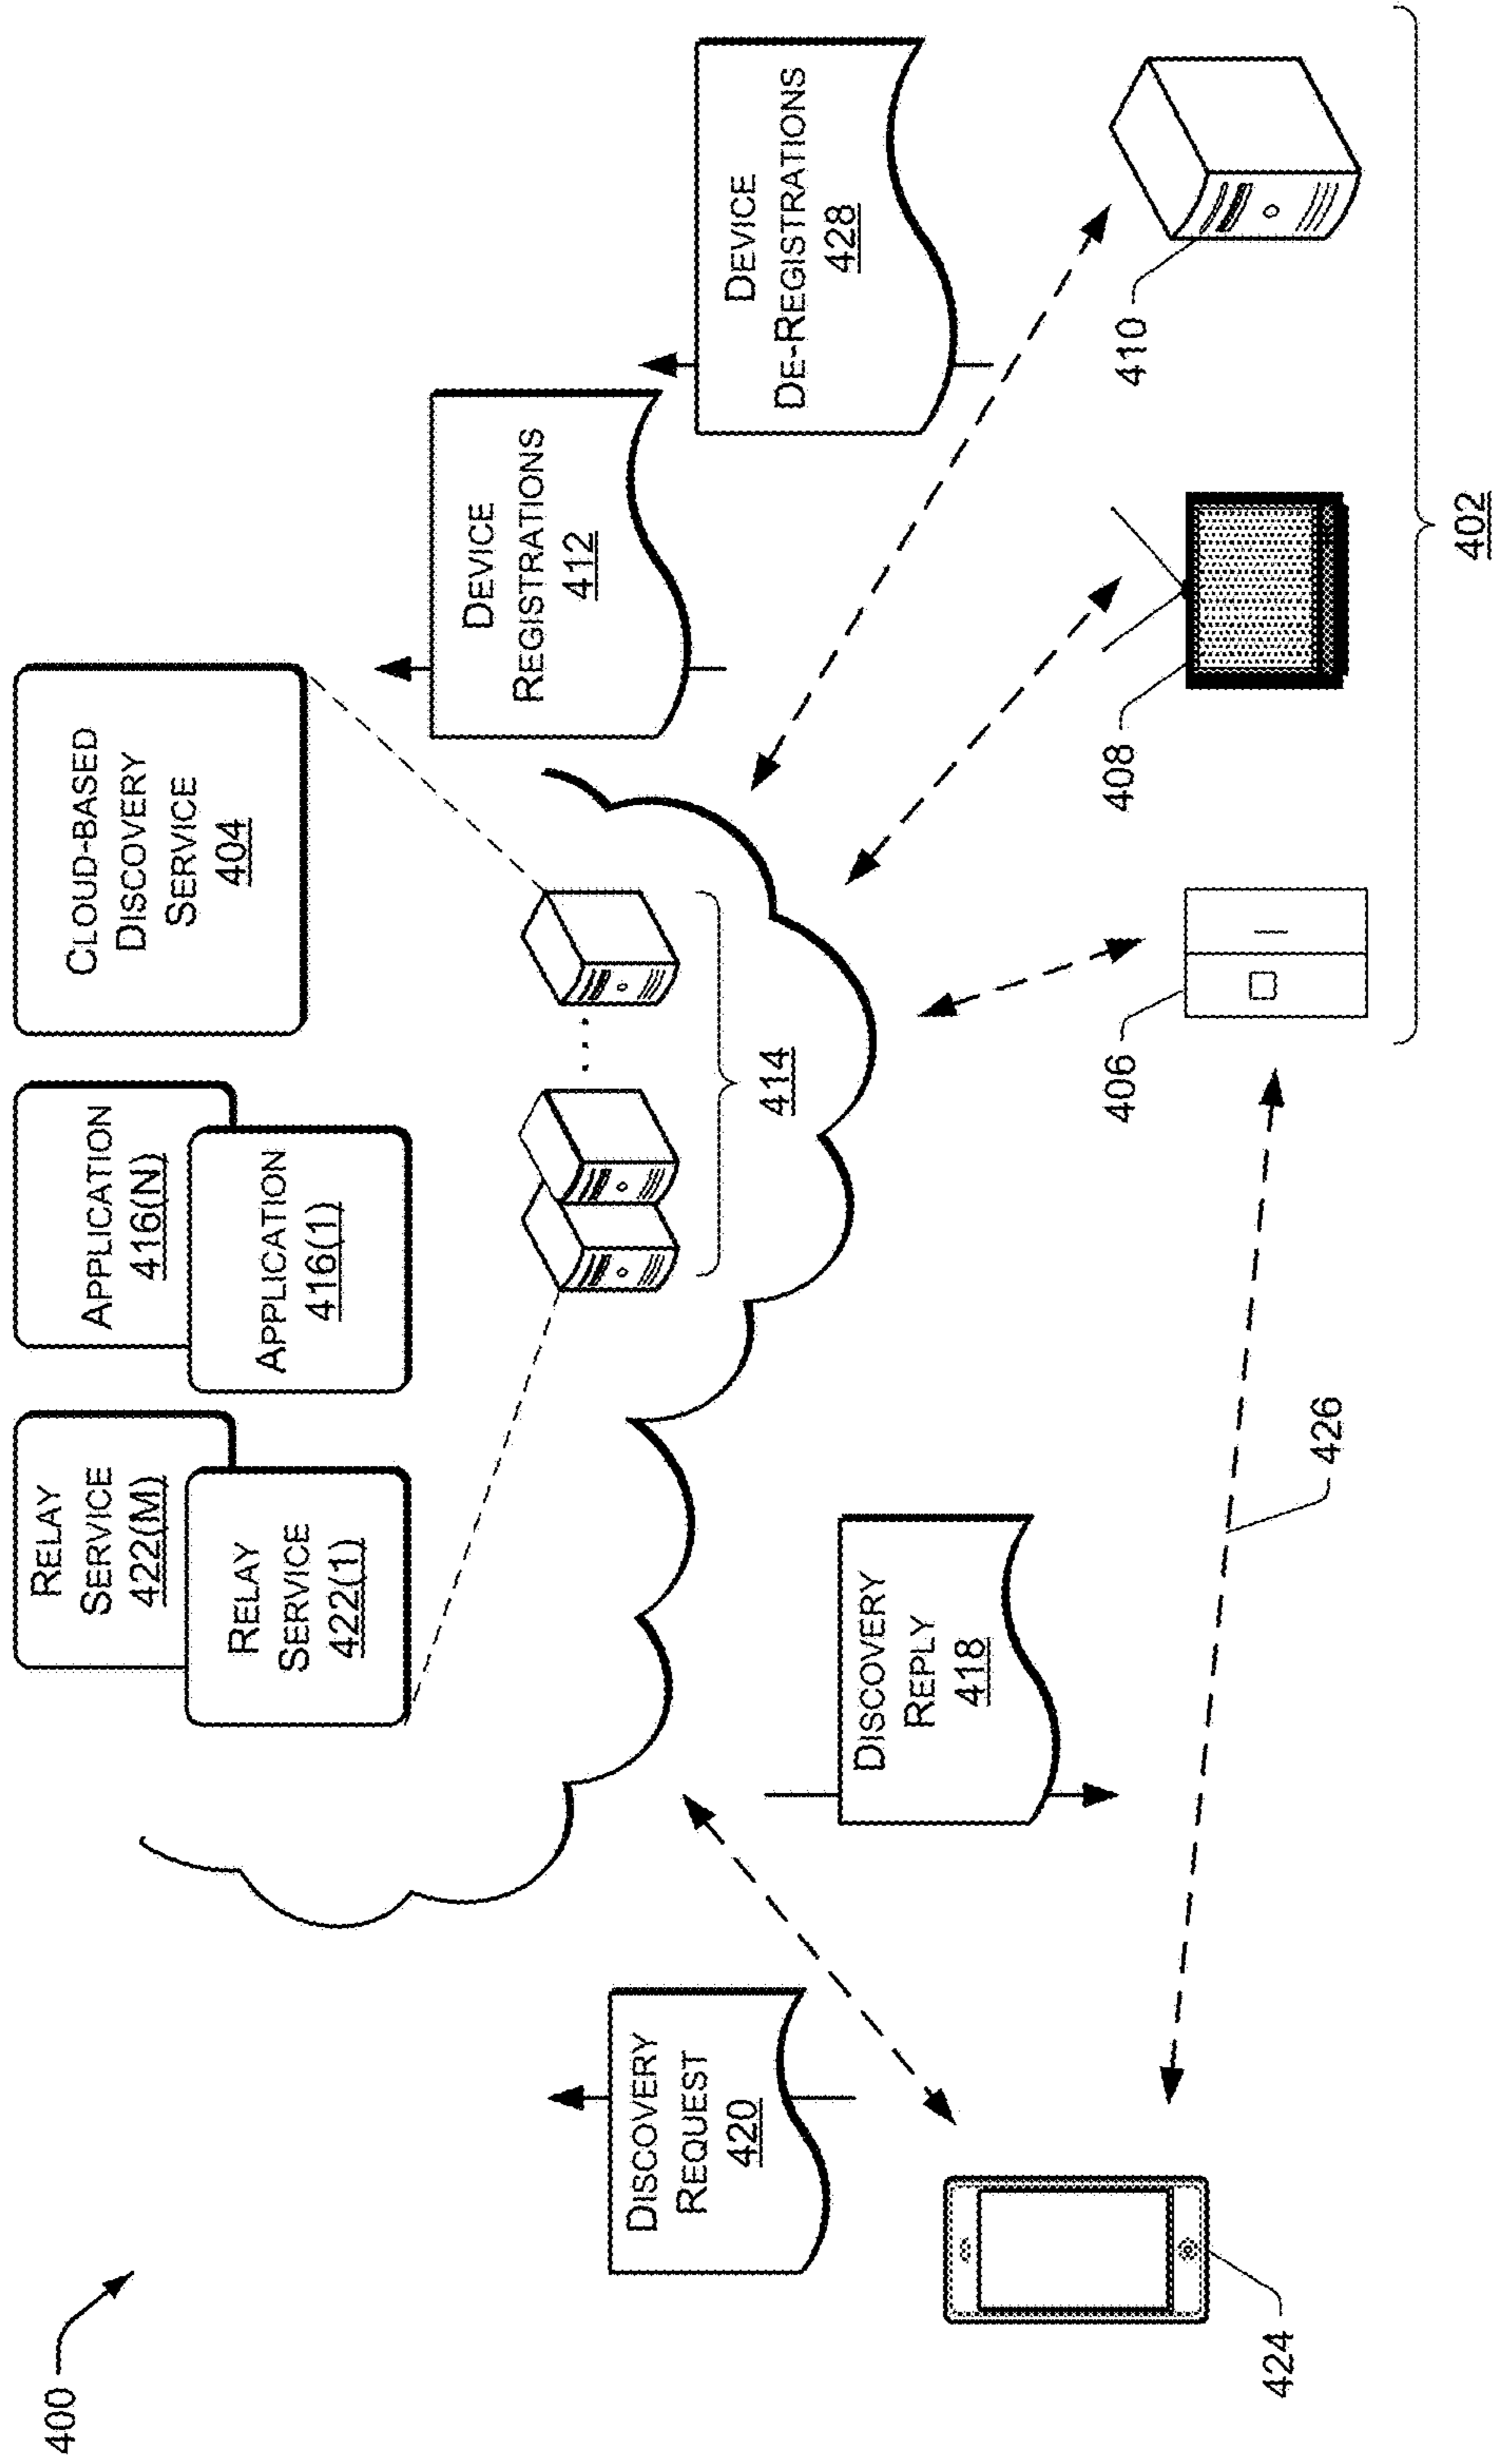 400
RELAY
SERVICE
422(M)
RELAY
SERVICE
422(1)
APPLICATION
416(N)
APPLICATION
416(1)
CLOUD-BASED
DISCOVERY
SERVICE
404
414
DEVICE
REGISTRATIONS
412
DEVICE
DE-REGISTRATIONS
428
DISCOVERY
REQUEST
420
DISCOVERY
REPLY
418
424
426
406
408
410
402